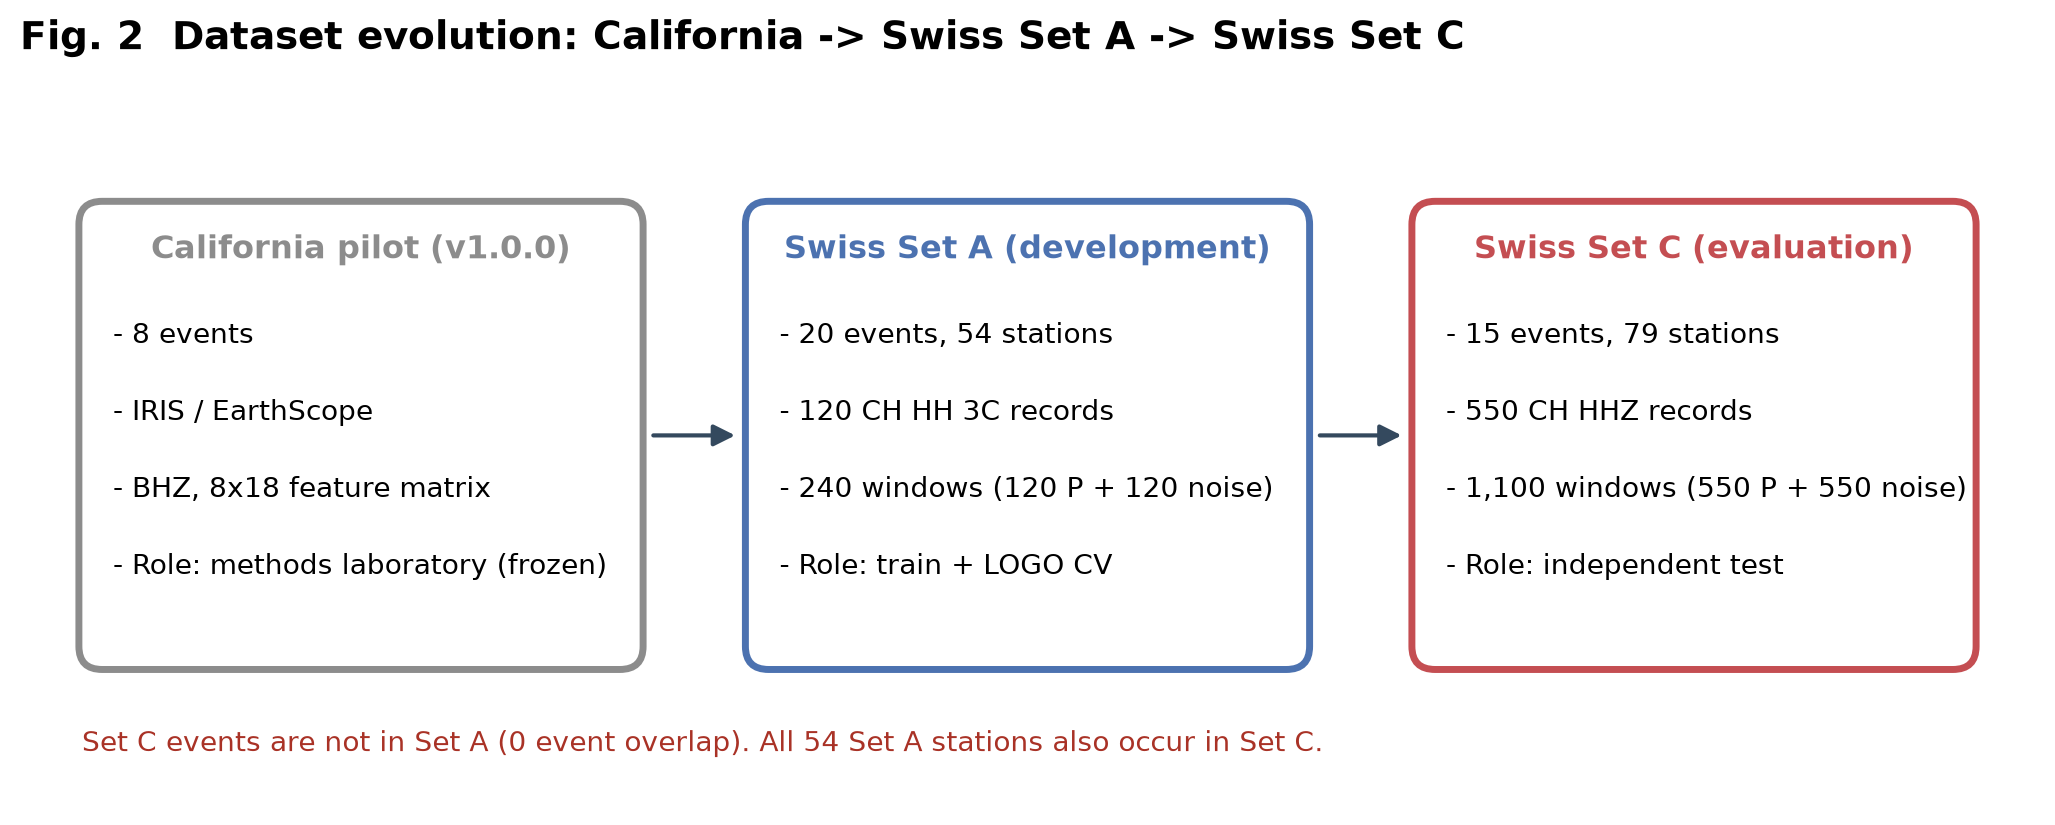 Fig. 2  Dataset evolution: California -> Swiss Set A -> Swiss Set C
California pilot (v1.0.0)
- 8 events
- IRIS / EarthScope
- BHZ, 8x18 feature matrix
- Role: methods laboratory (frozen)
Swiss Set A (development)
- 20 events, 54 stations
- 120 CH HH 3C records
- 240 windows (120 P + 120 noise)
- Role: train + LOGO CV
Swiss Set C (evaluation)
- 15 events, 79 stations
- 550 CH HHZ records
- 1,100 windows (550 P + 550 noise)
- Role: independent test
Set C events are not in Set A (0 event overlap). All 54 Set A stations also occur in Set C.